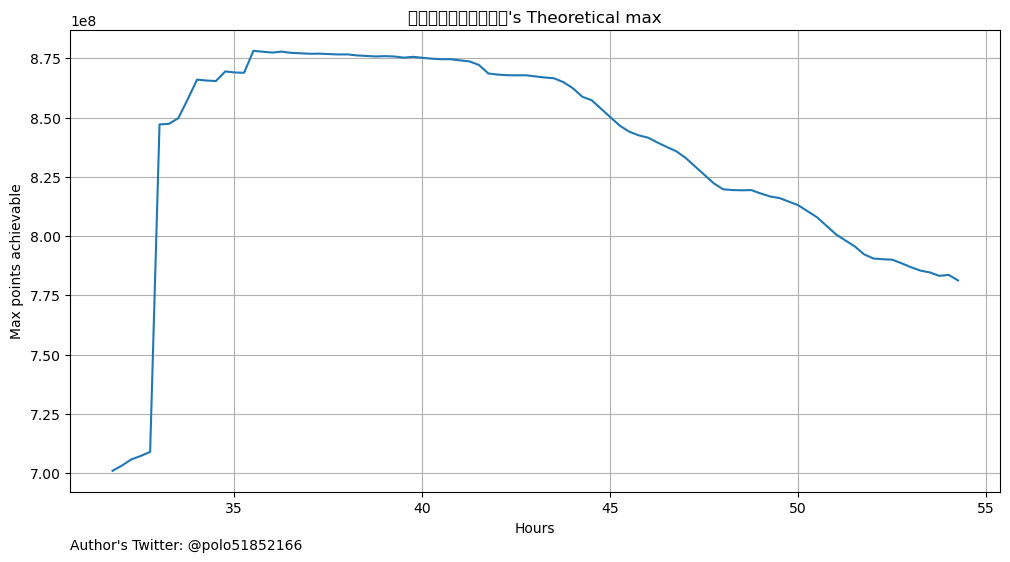 's Theoretical max
1e8
Max points achievable
8.75
8.50
8.25
8.00
7.75
7.50
7.25
7.00
35
40
45
50
55
Hours
Author's Twitter: @polo51852166